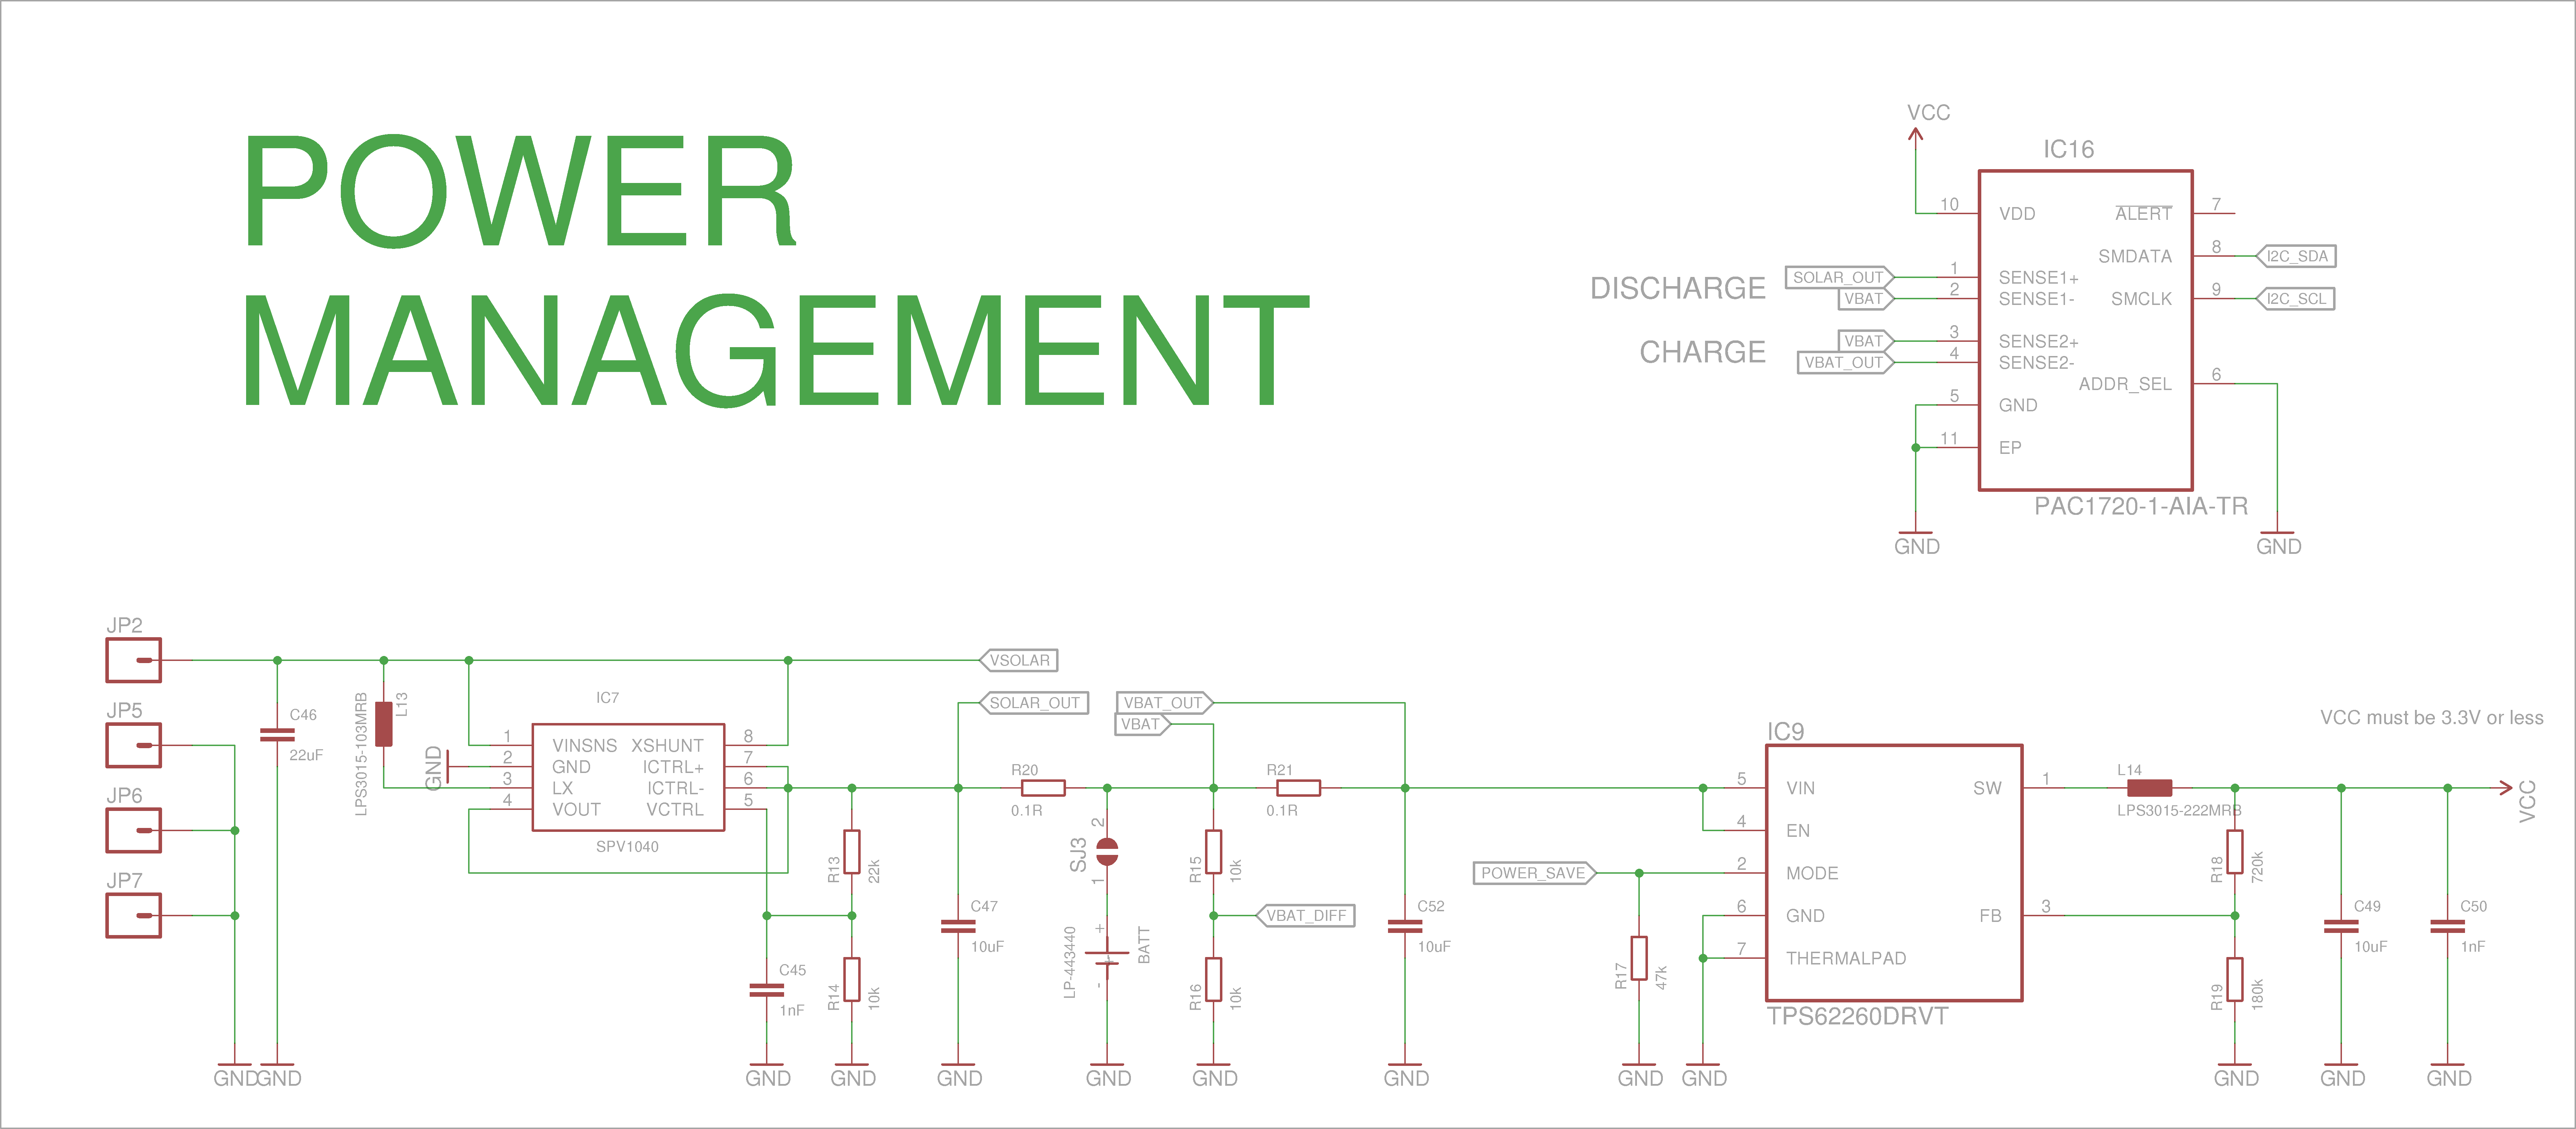 POWER
MANAGEMENT
VCC
IC16
10
VDD
ALERT
7
SMDATA
8
I2C_SDA
DISCHARGE
SOLAR_OUT
1
SENSE1+
VBAT
2
SENSE1-
SMCLK
9
I2C_SCL
CHARGE
VBAT
3
SENSE2+
VBAT_OUT
4
SENSE2-
ADDR_SEL
6
5
GND
11
EP
PAC1720-1-AIA-TR
GND
GND
JP2
JP5
JP6
JP7
GND
C46
22uF
GND
LPS3015-103MRB
L13
GND
IC7
1
VINSNS
XSHUNT
8
2
GND
ICTRL+
7
3
LX
ICTRL-
6
4
VOUT
VCTRL
5
SPV1040
VSOLAR
SOLAR_OUT
VBAT_OUT
VBAT
C45
1nF
GND
R13
22k
R14
10k
GND
C47
10uF
GND
R20
0.1R
SJ3
2
1
LP-443440
+
-
BATT
GND
R15
10k
VBAT_DIFF
R16
10k
GND
R21
0.1R
C52
10uF
GND
POWER_SAVE
R17
47k
GND
GND
IC9
5
VIN
SW
1
4
EN
2
MODE
6
GND
FB
3
7
THERMALPAD
TPS62260DRVT
L14
LPS3015-222MRB
R18
720k
R19
180k
GND
C49
10uF
GND
C50
1nF
GND
VCC must be 3.3V or less
VCC